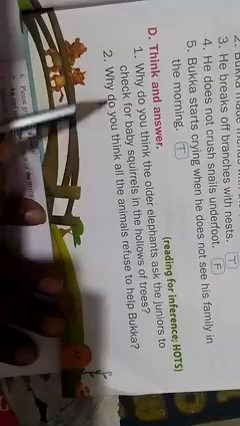 2. Bukka
3. He breaks off branches with nests. T
4. He does not crush snails underfoot. F
5. Bukka starts crying when he does not see his family in
the morning. T
D. Think and answer. (reading for inference; HOTS)
1. Why do you think the older elephants ask the juniors to
check for baby squirrels in the hollows of trees?
2. Why do you think all the animals refuse to help Bukka?